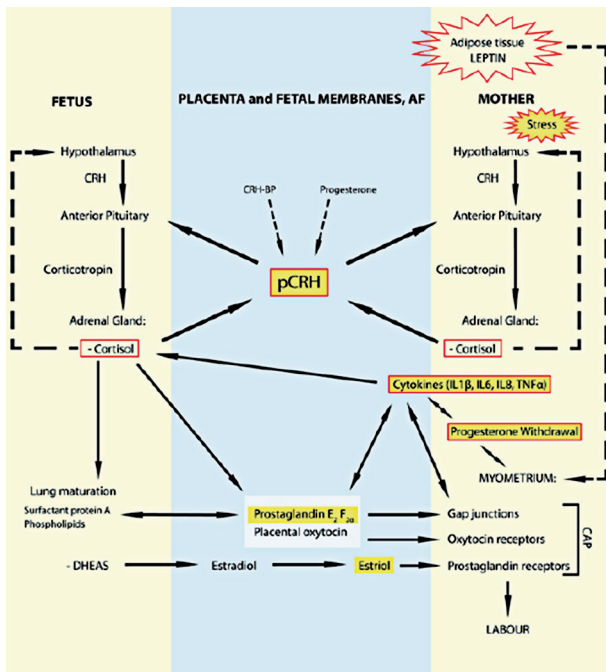 Adipose tissue
LEPTIN
FETUS
PLACENTA and FETAL MEMBRANES, AF
MOTHER
Stress
Hypothalamus
CRH
Anterior Pituitary
Corticotropin
Adrenal Gland:
- Cortisol
Lung maturation
Surfactant protein A
Phospholipids
- DHEAS
CRH-BP
Progesterone
pCRH
Prostaglandin E₂ F₂α
Placental oxytocin
Estradiol
Estriol
Hypothalamus
CRH
Anterior Pituitary
Corticotropin
Adrenal Gland:
- Cortisol
Cytokines (IL1β, IL6, IL8, TNFα)
Progesterone Withdrawal
MYOMETRIUM:
Gap junctions
Oxytocin receptors
Prostaglandin receptors
CAP
LABOUR